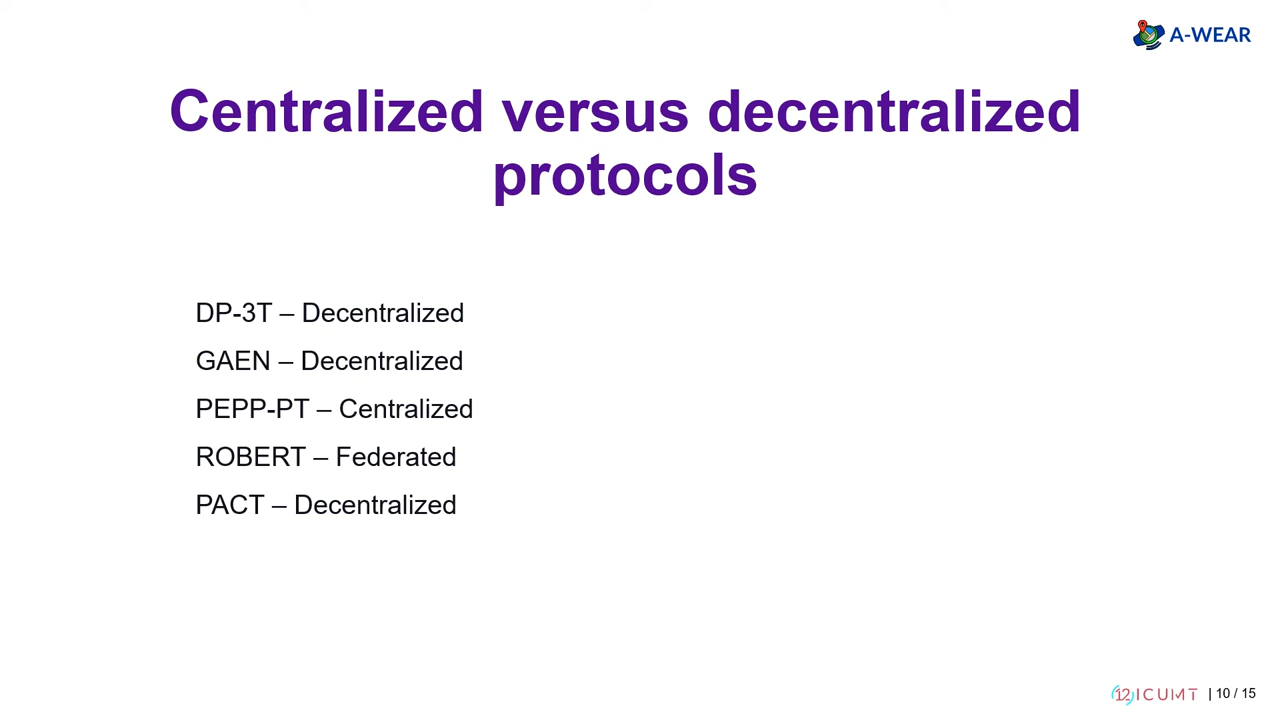 A-WEAR
Centralized versus decentralized
protocols
DP-3T – Decentralized
GAEN – Decentralized
PEPP-PT – Centralized
ROBERT – Federated
PACT – Decentralized
12 ICUMT | 10 / 15